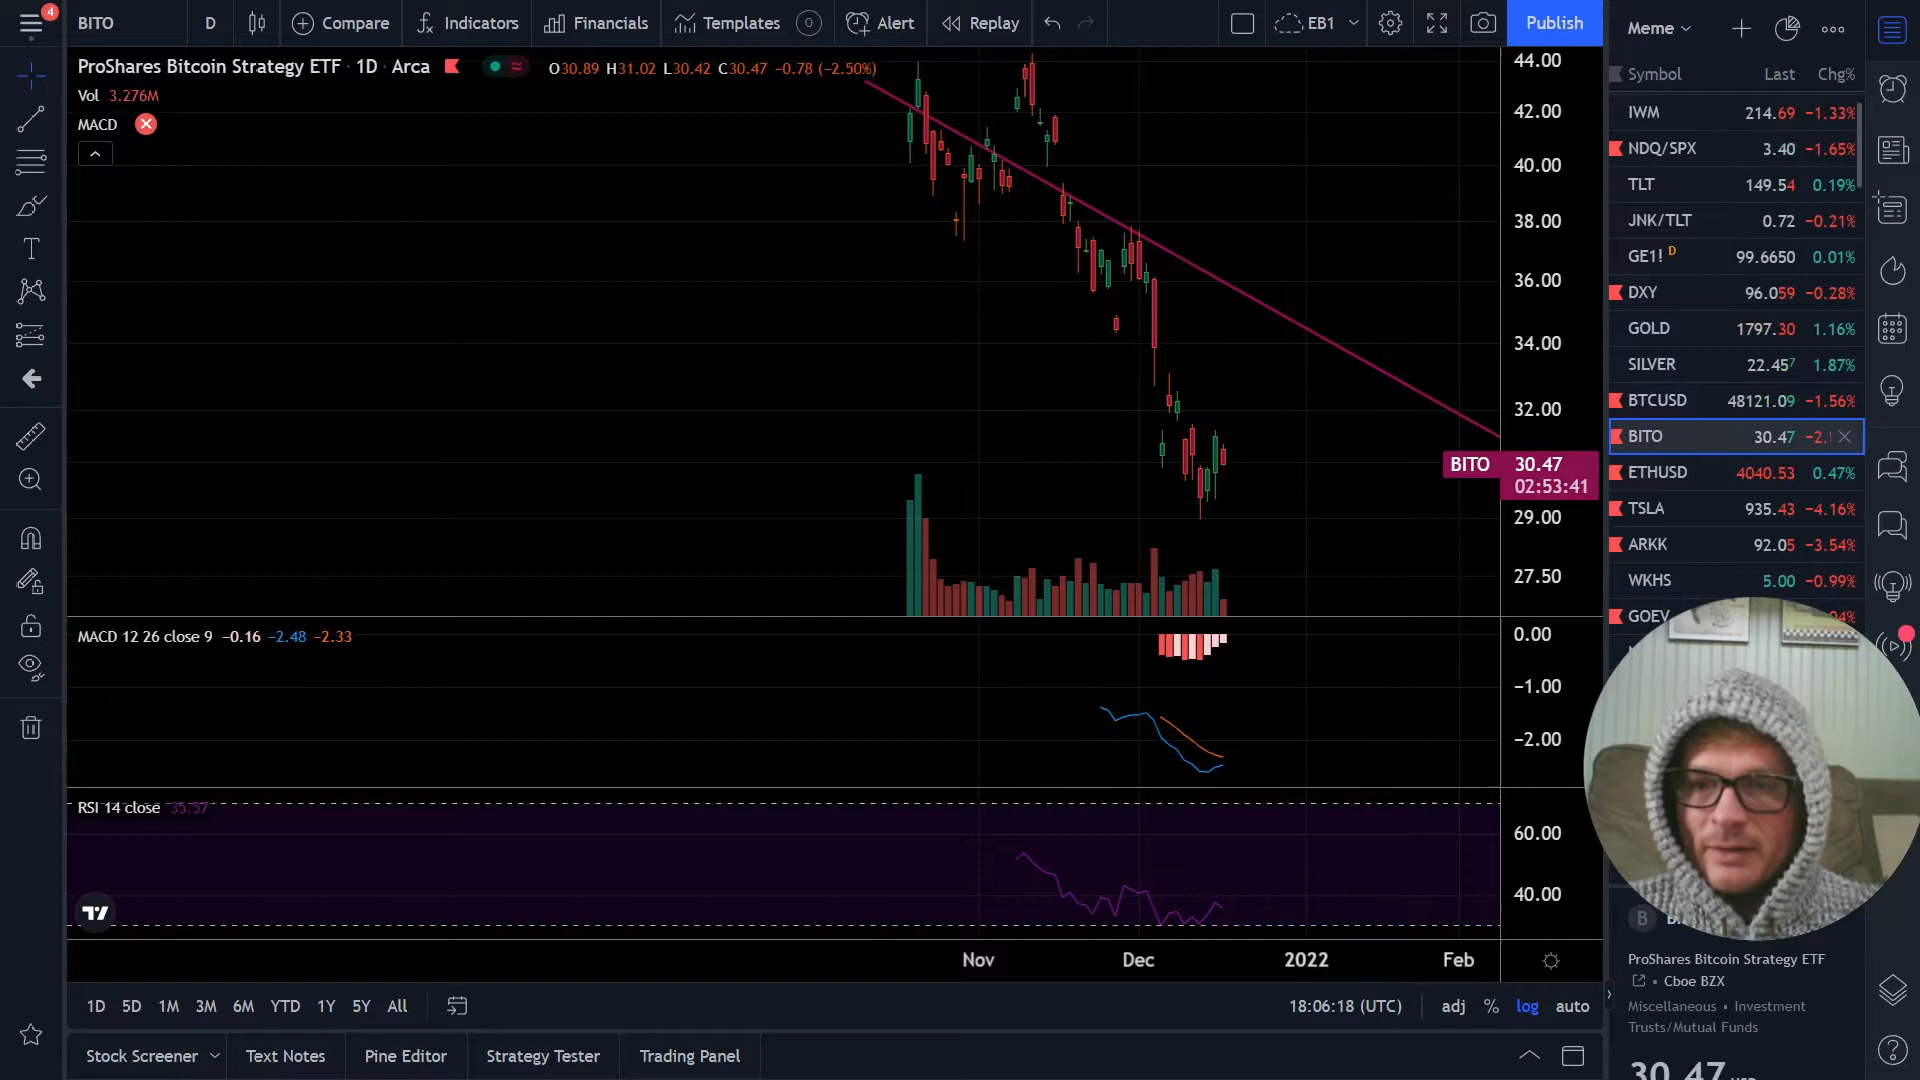 4
BITO
D
Compare
Indicators
Financials
Templates
Alert
Replay
EB1
Publish
Meme
ProShares Bitcoin Strategy ETF · 1D · Arca
O30.89 H31.02 L30.42 C30.47 −0.78 (−2.50%)
Vol 3.276M
MACD
44.00
42.00
40.00
38.00
36.00
34.00
32.00
BITO 30.47
02:53:41
29.00
27.50
MACD 12 26 close 9 −0.16 −2.48 −2.33
0.00
−1.00
−2.00
RSI 14 close 35.57
60.00
40.00
Nov Dec 2022 Feb
1D 5D 1M 3M 6M YTD 1Y 5Y All
18:06:18 (UTC)
adj % log auto
Stock Screener
Text Notes
Pine Editor
Strategy Tester
Trading Panel
Symbol Last Chg%
IWM 214.69 −1.33%
NDQ/SPX 3.40 −1.65%
TLT 149.54 0.19%
JNK/TLT 0.72 −0.21%
GE1! D 99.6650 0.01%
DXY 96.059 −0.28%
GOLD 1797.30 1.16%
SILVER 22.457 1.87%
BTCUSD 48121.09 −1.56%
BITO 30.47 −2.
ETHUSD 4040.53 0.47%
TSLA 935.43 −4.16%
ARKK 92.05 −3.54%
WKHS 5.00 −0.99%
GOEV
B
ProShares Bitcoin Strategy ETF
• Cboe BZX
Miscellaneous • Investment
Trusts/Mutual Funds
30.47